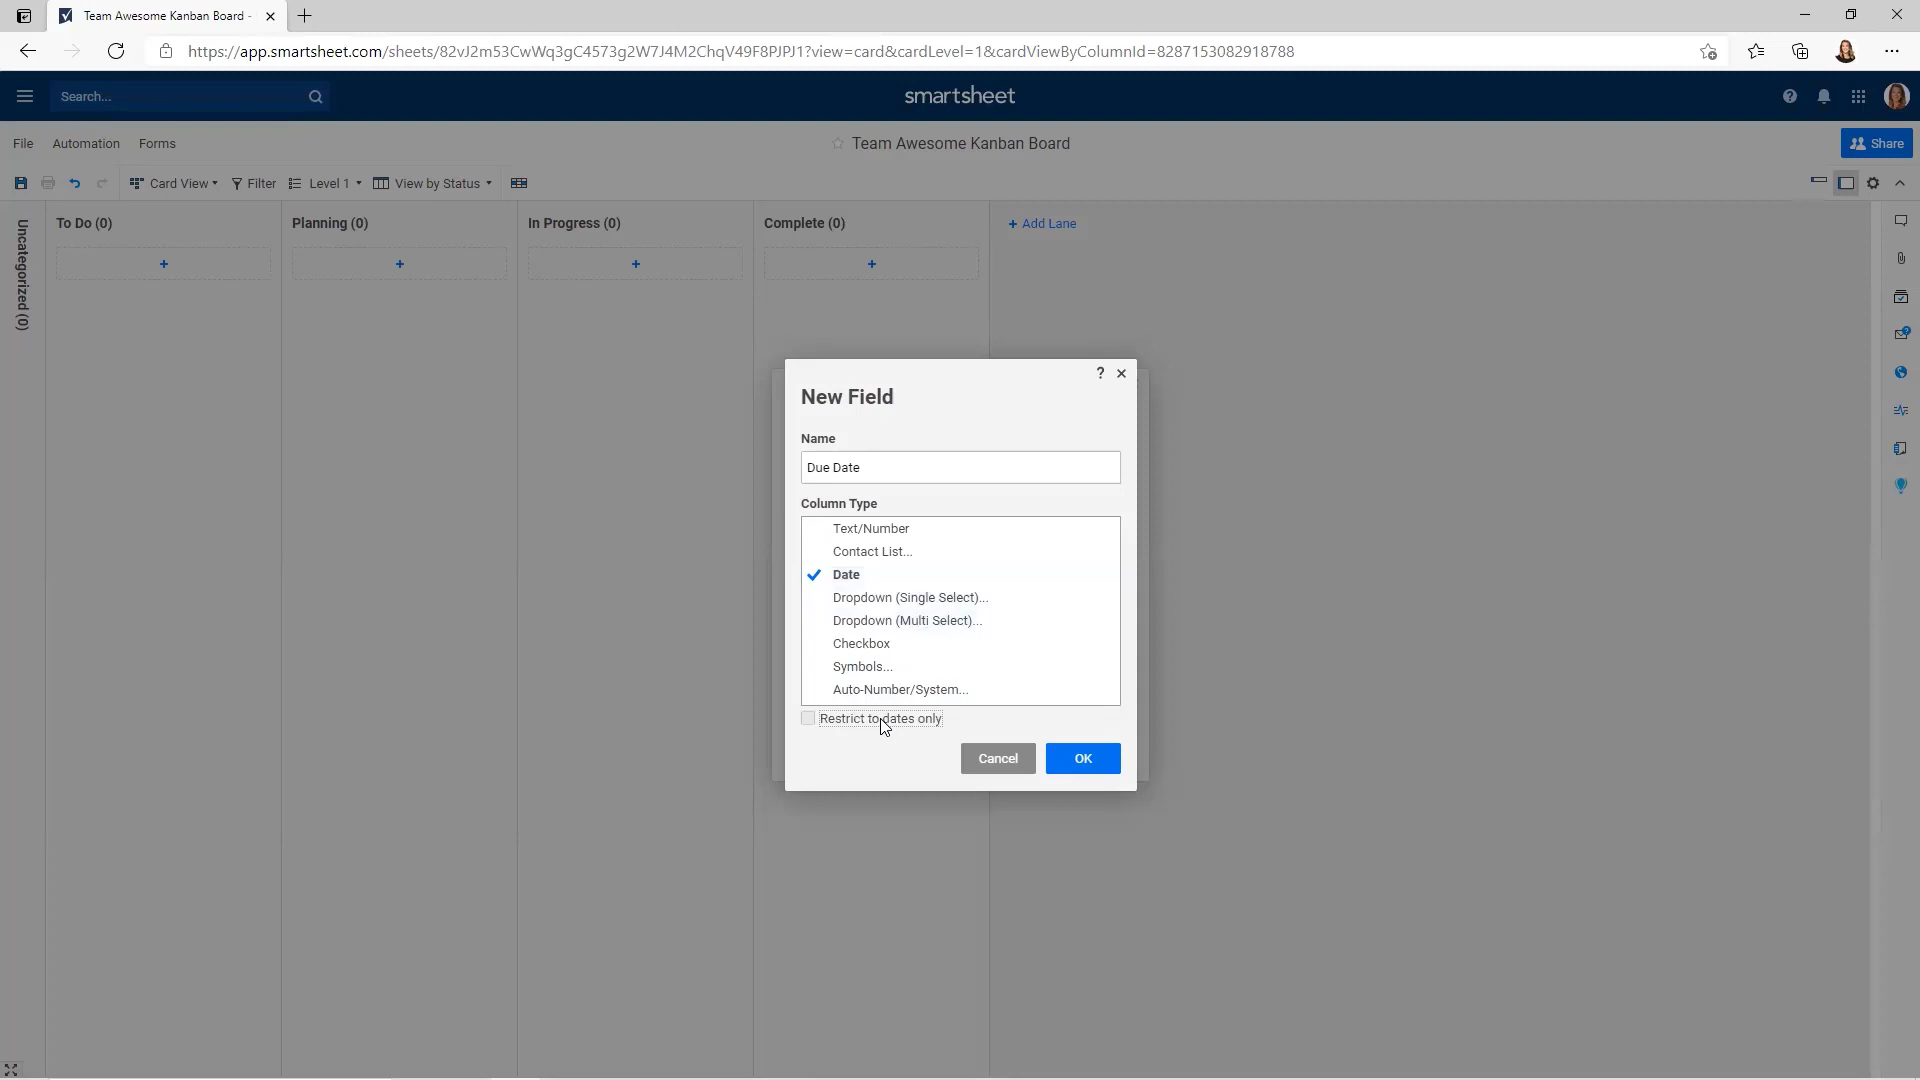 Team Awesome Kanban Board -
https://app.smartsheet.com/sheets/82vJ2m53CwWq3gC4573g2W7J4M2ChqV49F8PJPJ1?view=card&cardLevel=1&cardViewByColumnId=8287153082918788
Search...
smartsheet
File Automation Forms
Team Awesome Kanban Board
Share
Card View Filter Level 1 View by Status
Uncategorized (0)
To Do (0) Planning (0) In Progress (0) Complete (0) + Add Lane
+ + + +
? ×
New Field
Name
Due Date
Column Type
Text/Number
Contact List...
Date
Dropdown (Single Select)...
Dropdown (Multi Select)...
Checkbox
Symbols...
Auto-Number/System...
Restrict to dates only
Cancel OK